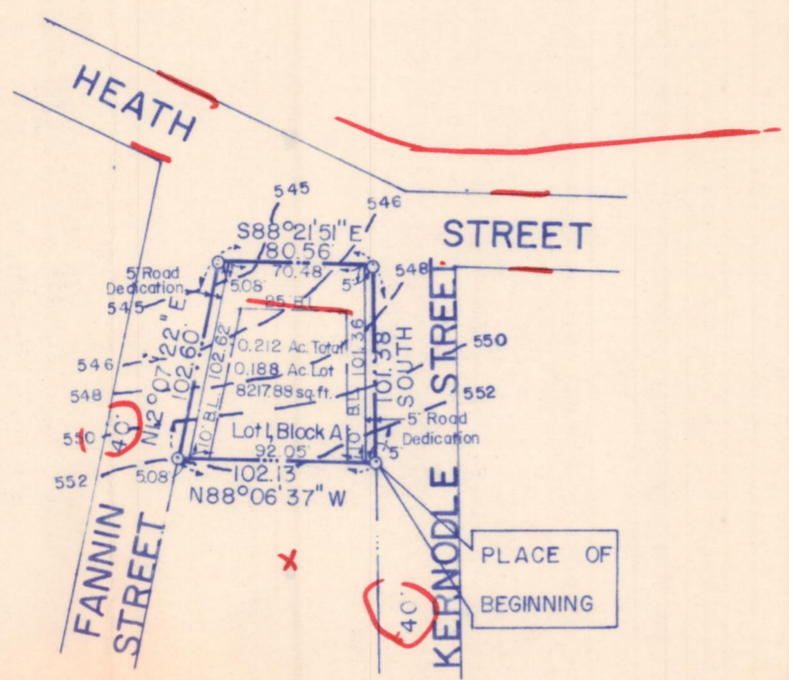 HEATH
STREET
545
546
S88°21'51"E
80.56'
70.48
5' Road
Dedication
5.08'
5'
548
545
25' B.L.
N12°07'22"E
102.60'
102.62'
0.212 Ac. Total
0.188 Ac. Lot
8217.88 sq. ft.
101.36
101.38
SOUTH
550
546
548
552
40'
10' B.L.
10' B.L.
Lot 1, Block A
5' Road
Dedication
550
92.05'
5'
552
5.08'
102.13
N88°06'37"W
FANNIN
STREET
KERNODLE STREET
x
PLACE OF
BEGINNING
40'